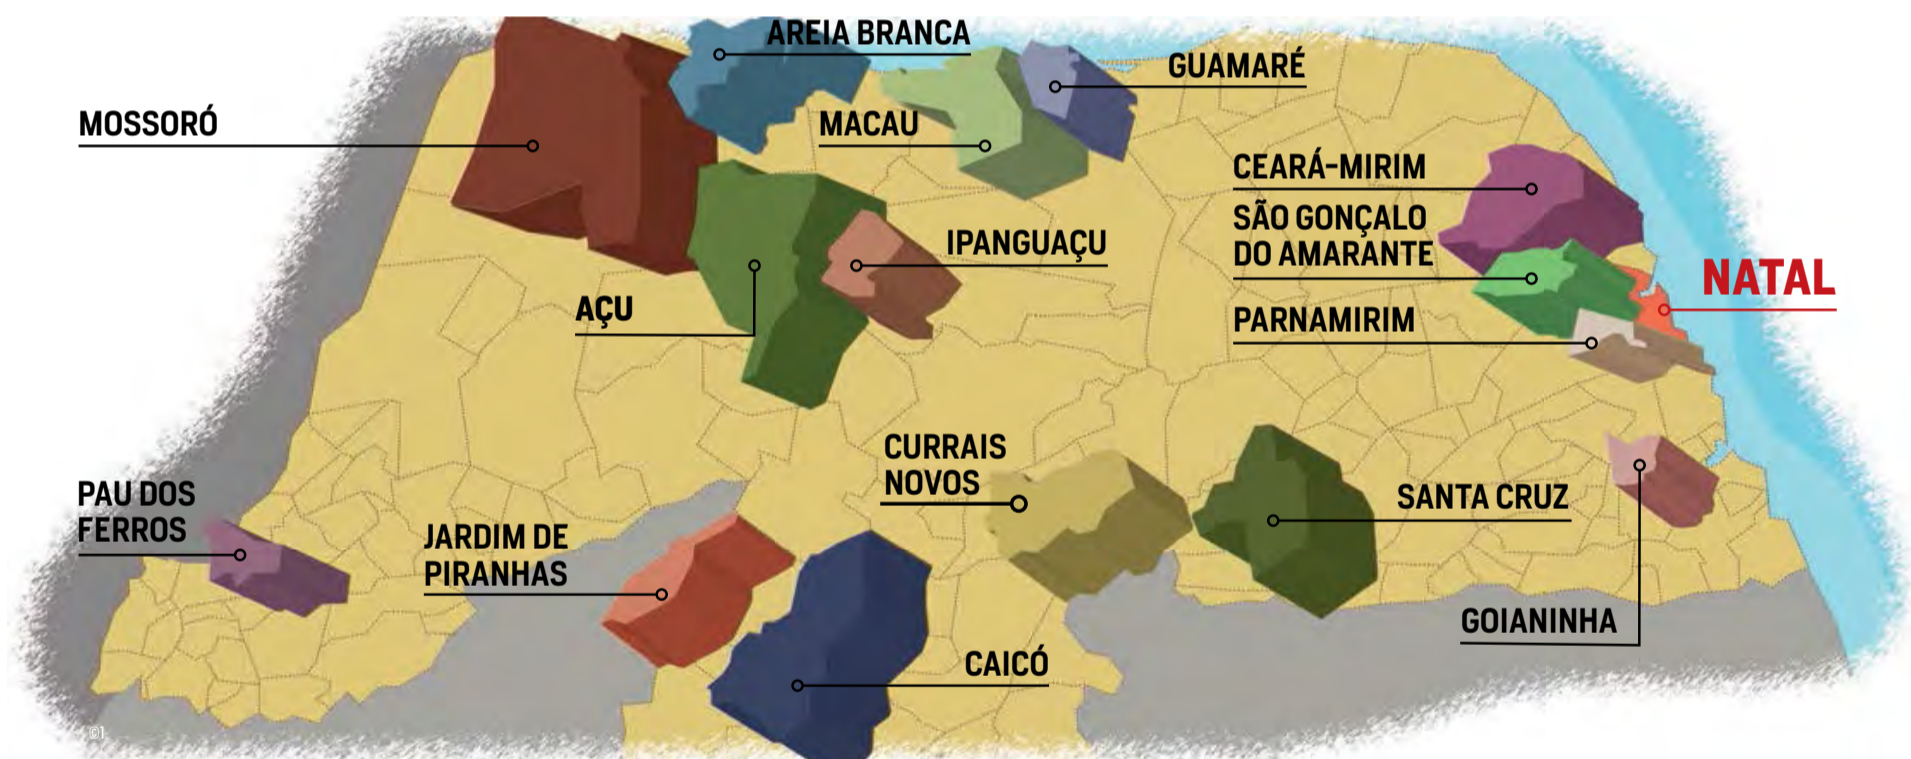 AREIA BRANCA
GUAMARÉ
MOSSORÓ
MACAU
CEARÁ-MIRIM
SÃO GONÇALO
DO AMARANTE
IPANGUAÇU
NATAL
AÇU
PARNAMIRIM
CURRAIS
NOVOS
PAU DOS
FERROS
SANTA CRUZ
JARDIM DE
PIRANHAS
GOIANINHA
CAICÓ
©1